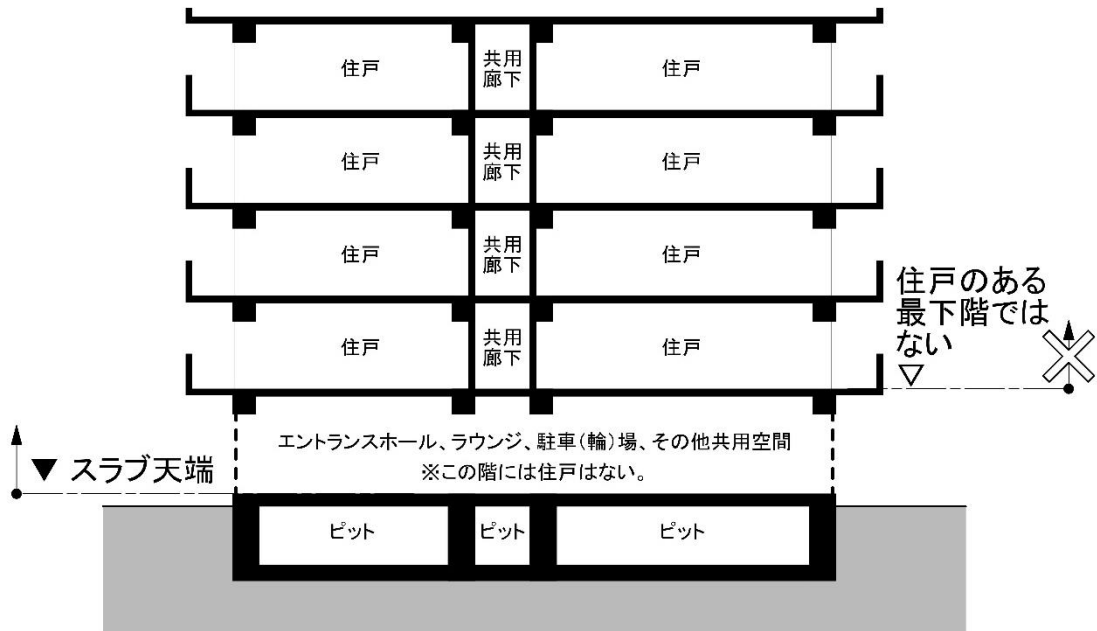 住戸
共用
廊下
住戸
住戸
共用
廊下
住戸
住戸
共用
廊下
住戸
住戸
共用
廊下
住戸
住戸のある
最下階では
ない
エントランスホール、ラウンジ、駐車(輪)場、その他共用空間
※この階には住戸はない。
スラブ天端
ピット
ピット
ピット